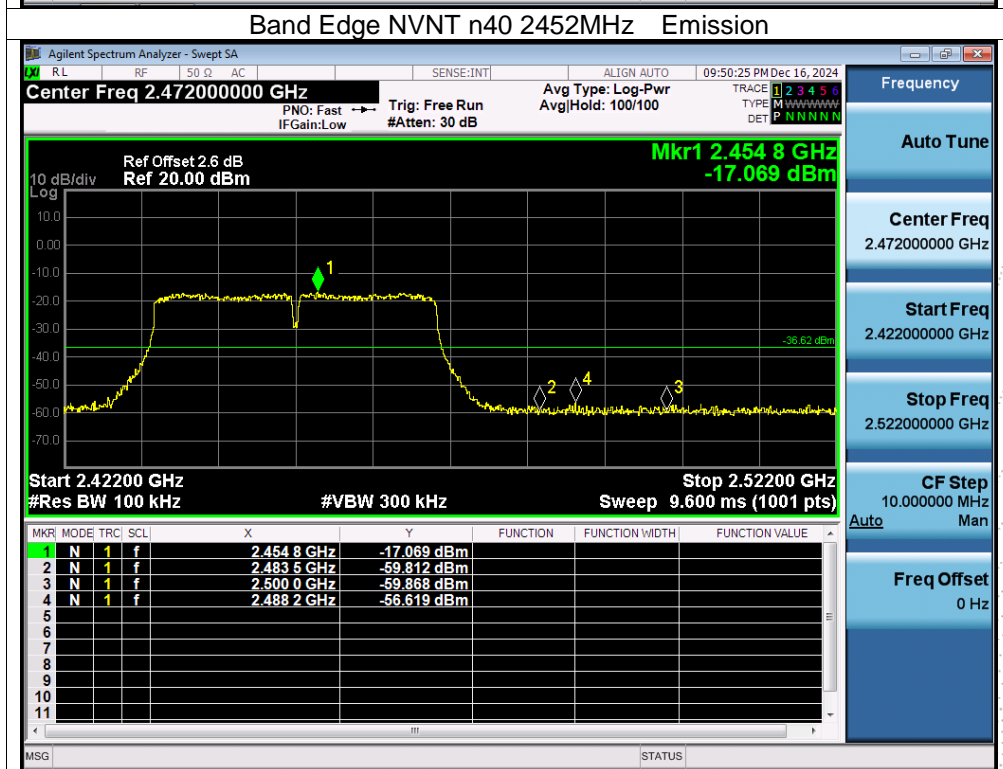 Band Edge NVNT n40 2452MHz Emission
Agilent Spectrum Analyzer - Swept SA
LXI RL RF 50 Ω AC SENSE:INT ALIGN AUTO 09:50:25 PM Dec 16, 2024
Center Freq 2.472000000 GHz
PNO: Fast
IFGain:Low
Trig: Free Run
#Atten: 30 dB
Avg Type: Log-Pwr
Avg|Hold: 100/100
TRACE 1 2 3 4 5 6
TYPE M WWWWW
DET P N N N N N
Frequency
Auto Tune
Center Freq
2.472000000 GHz
Start Freq
2.422000000 GHz
Stop Freq
2.522000000 GHz
CF Step
10.000000 MHz
Auto Man
Freq Offset
0 Hz
Ref Offset 2.6 dB
10 dB/div Ref 20.00 dBm
Log
Mkr1 2.454 8 GHz
-17.069 dBm
10.0
0.00
-10.0
-20.0
-30.0
-40.0
-50.0
-60.0
-70.0
1
-36.62 dBm
2
4
3
Start 2.42200 GHz Stop 2.52200 GHz
#Res BW 100 kHz #VBW 300 kHz Sweep 9.600 ms (1001 pts)
MKR MODE TRC SCL X Y FUNCTION FUNCTION WIDTH FUNCTION VALUE
1 N 1 f 2.454 8 GHz -17.069 dBm
2 N 1 f 2.483 5 GHz -59.812 dBm
3 N 1 f 2.500 0 GHz -59.868 dBm
4 N 1 f 2.488 2 GHz -56.619 dBm
5
6
7
8
9
10
11
MSG STATUS